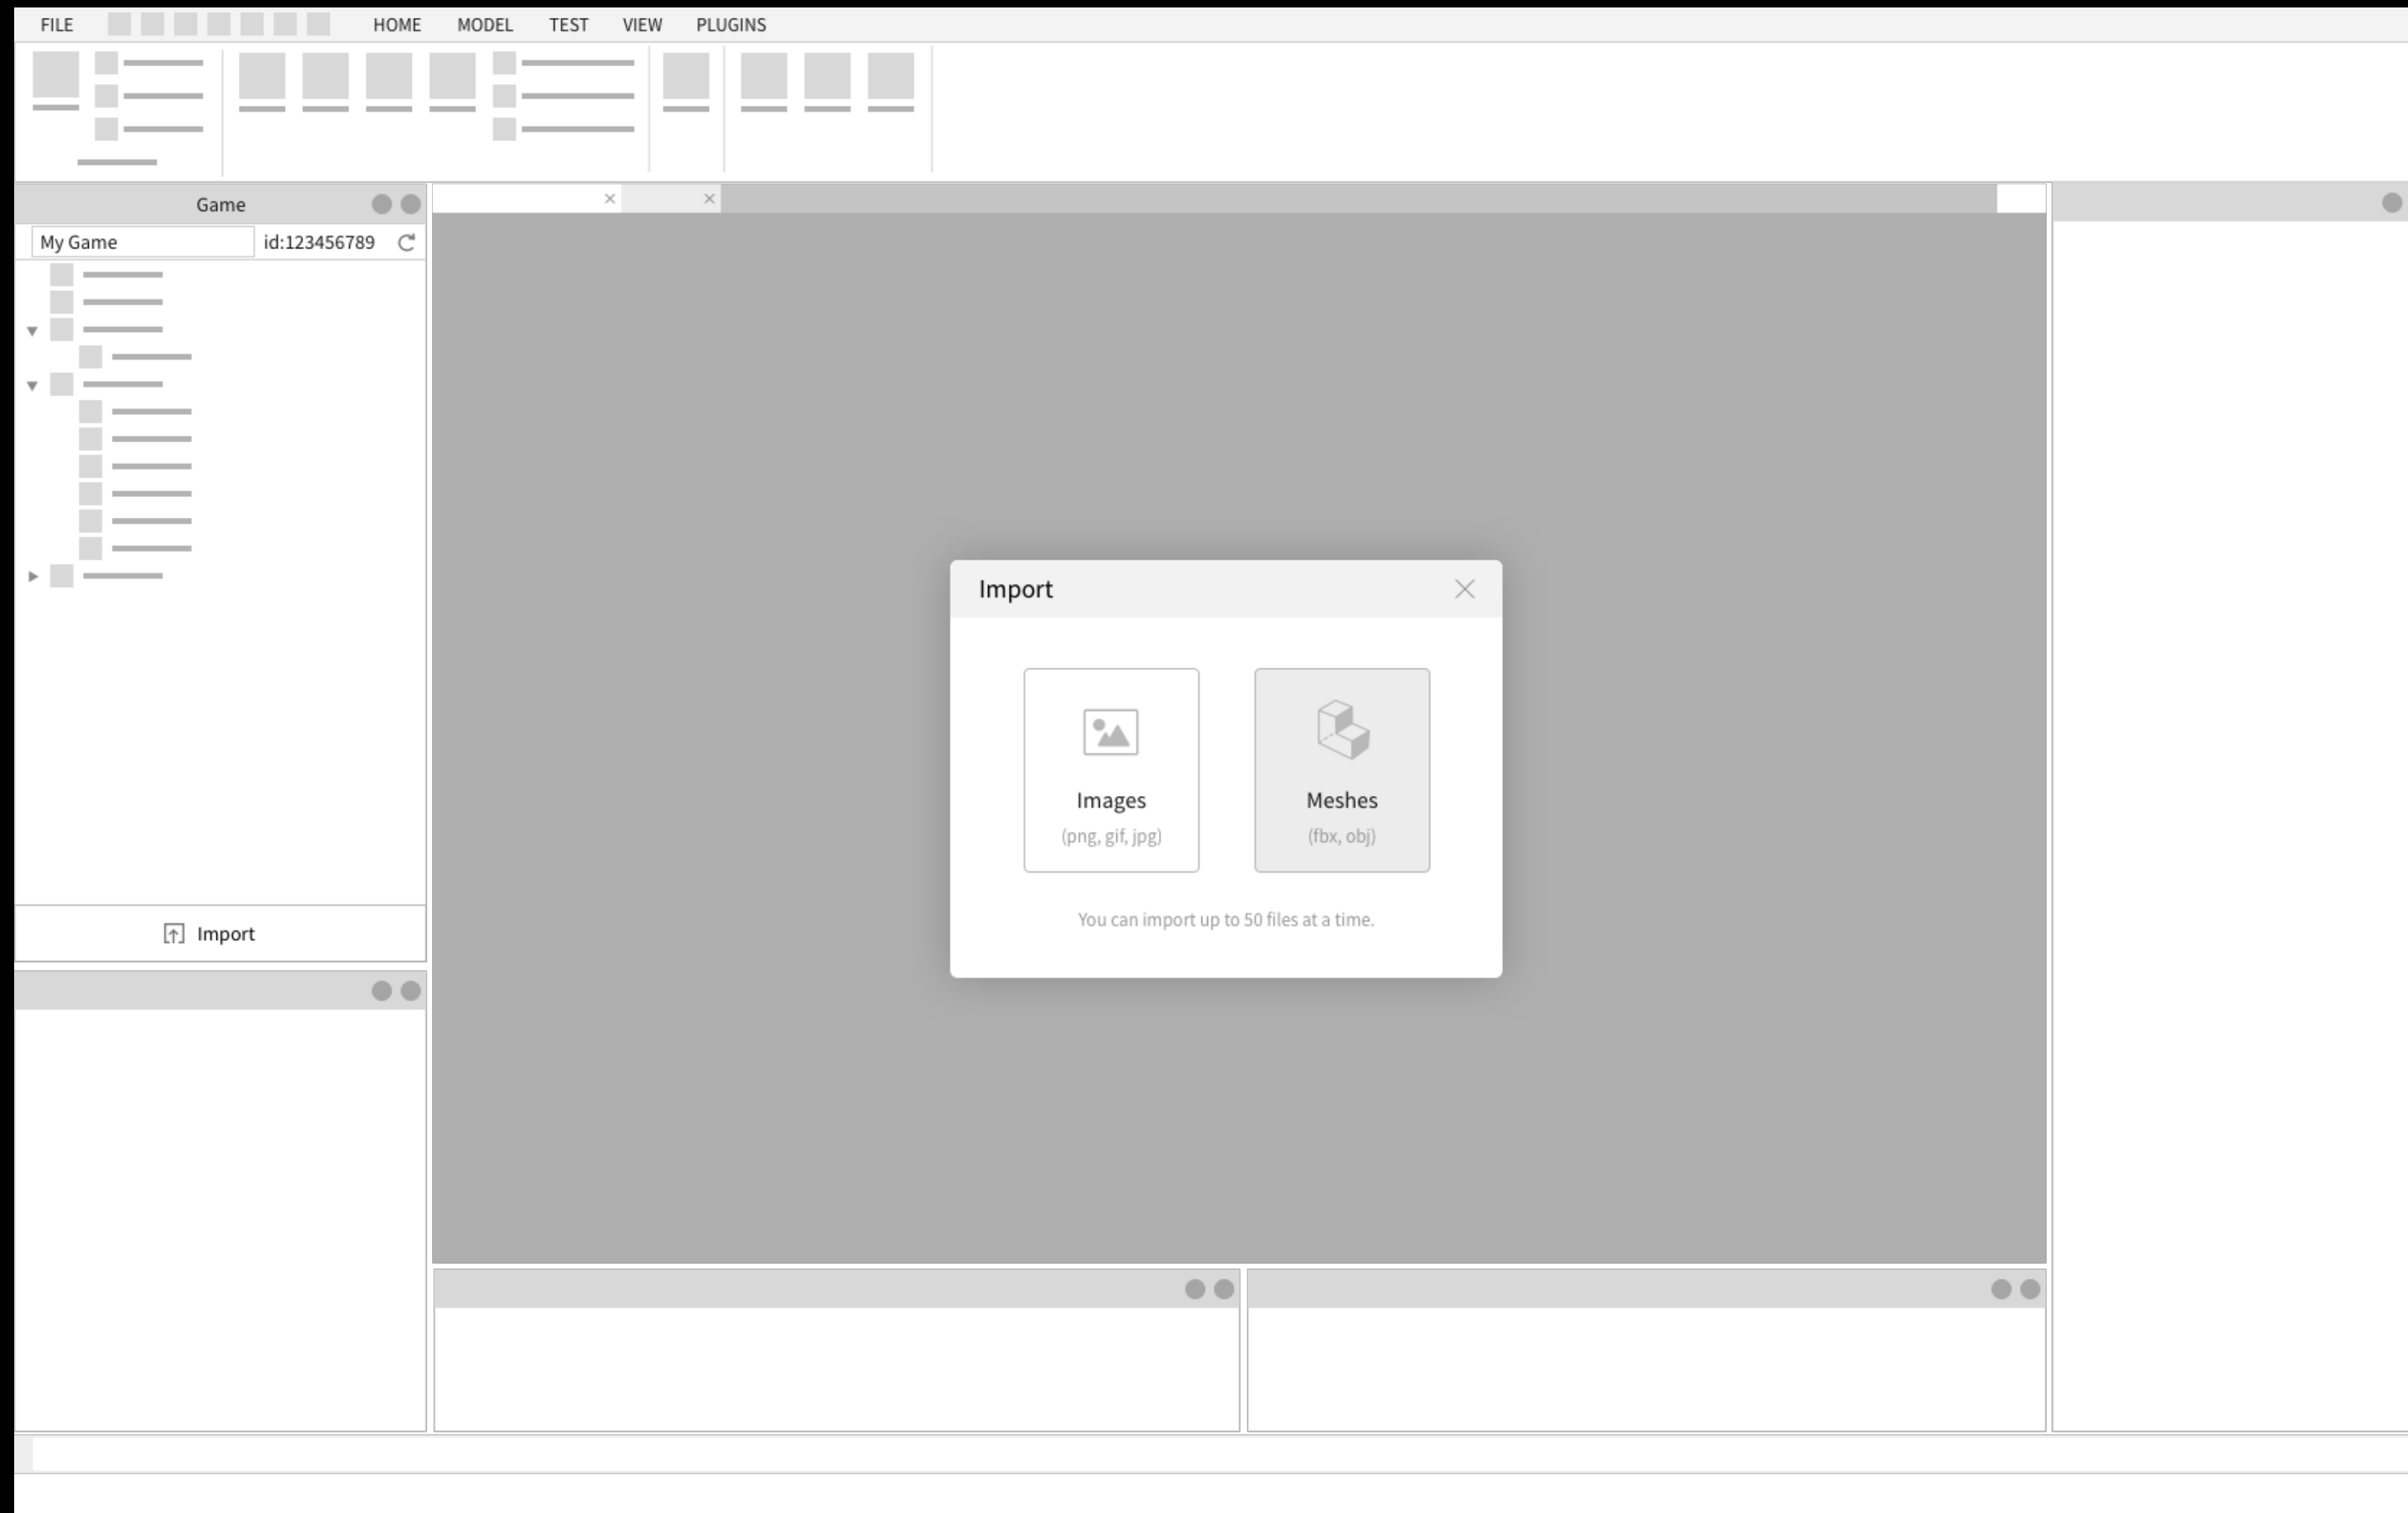 FILE HOME MODEL TEST VIEW PLUGINS
Game
My Game id:123456789
Import
Images
(png, gif, jpg)
Meshes
(fbx, obj)
You can import up to 50 files at a time.
Import